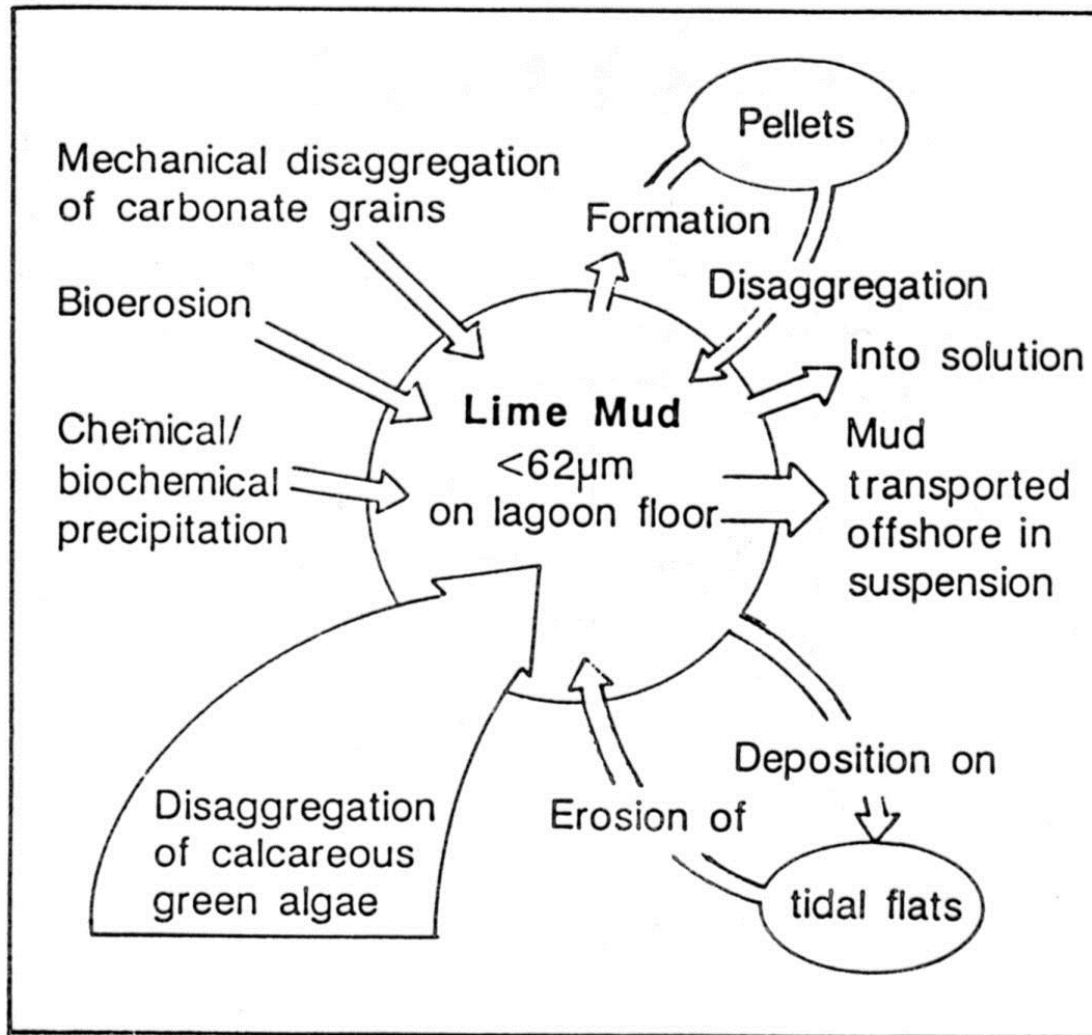 Pellets
Mechanical disaggregation
of carbonate grains
Formation
Disaggregation
Bioerosion
Into solution
Lime Mud
<62µm
on lagoon floor
Chemical/
biochemical
precipitation
Mud
transported
offshore in
suspension
Deposition on
tidal flats
Erosion of
Disaggregation
of calcareous
green algae